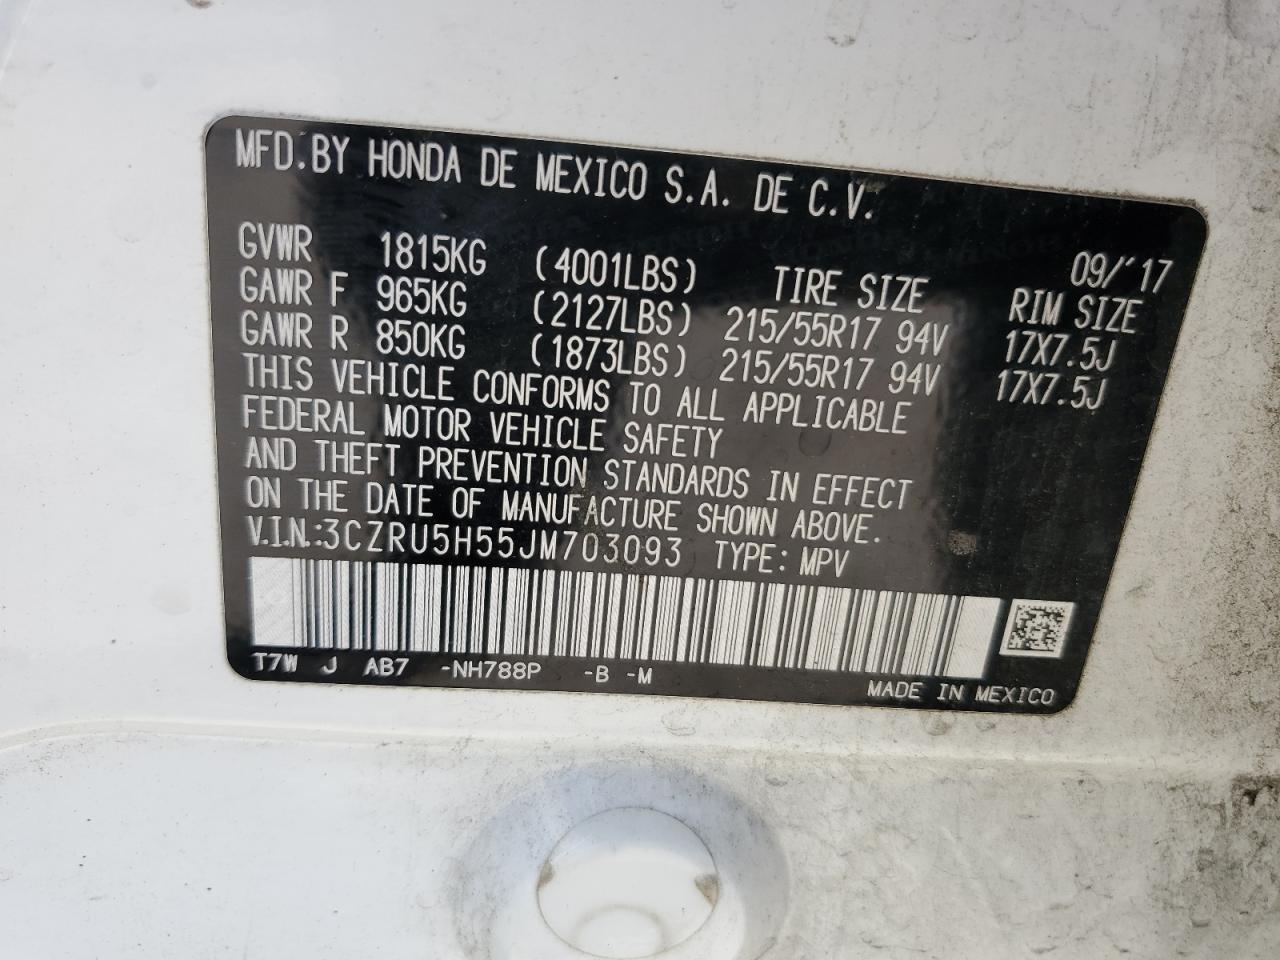 MFD.BY HONDA DE MEXICO S.A. DE C.V.
09/'17
GVWR 1815KG (4001LBS) TIRE SIZE RIM SIZE
GAWR F 965KG (2127LBS) 215/55R17 94V 17X7.5J
GAWR R 850KG (1873LBS) 215/55R17 94V 17X7.5J
THIS VEHICLE CONFORMS TO ALL APPLICABLE
FEDERAL MOTOR VEHICLE SAFETY
AND THEFT PREVENTION STANDARDS IN EFFECT
ON THE DATE OF MANUFACTURE SHOWN ABOVE.
V.I.N.:3CZRU5H55JM703093 TYPE: MPV
T7W J AB7 -NH788P -B -M
MADE IN MEXICO